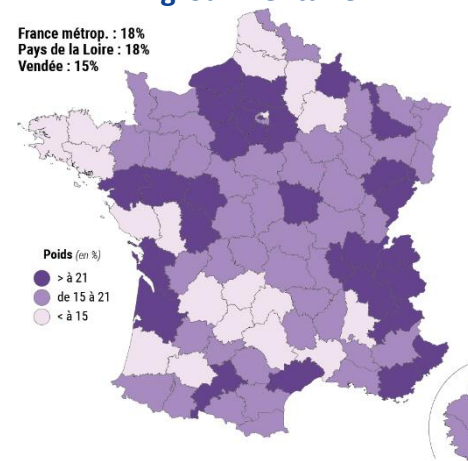 France métrop. : 18%
Pays de la Loire : 18%
Vendée : 15%
Poids (en %)
> à 21
de 15 à 21
< à 15